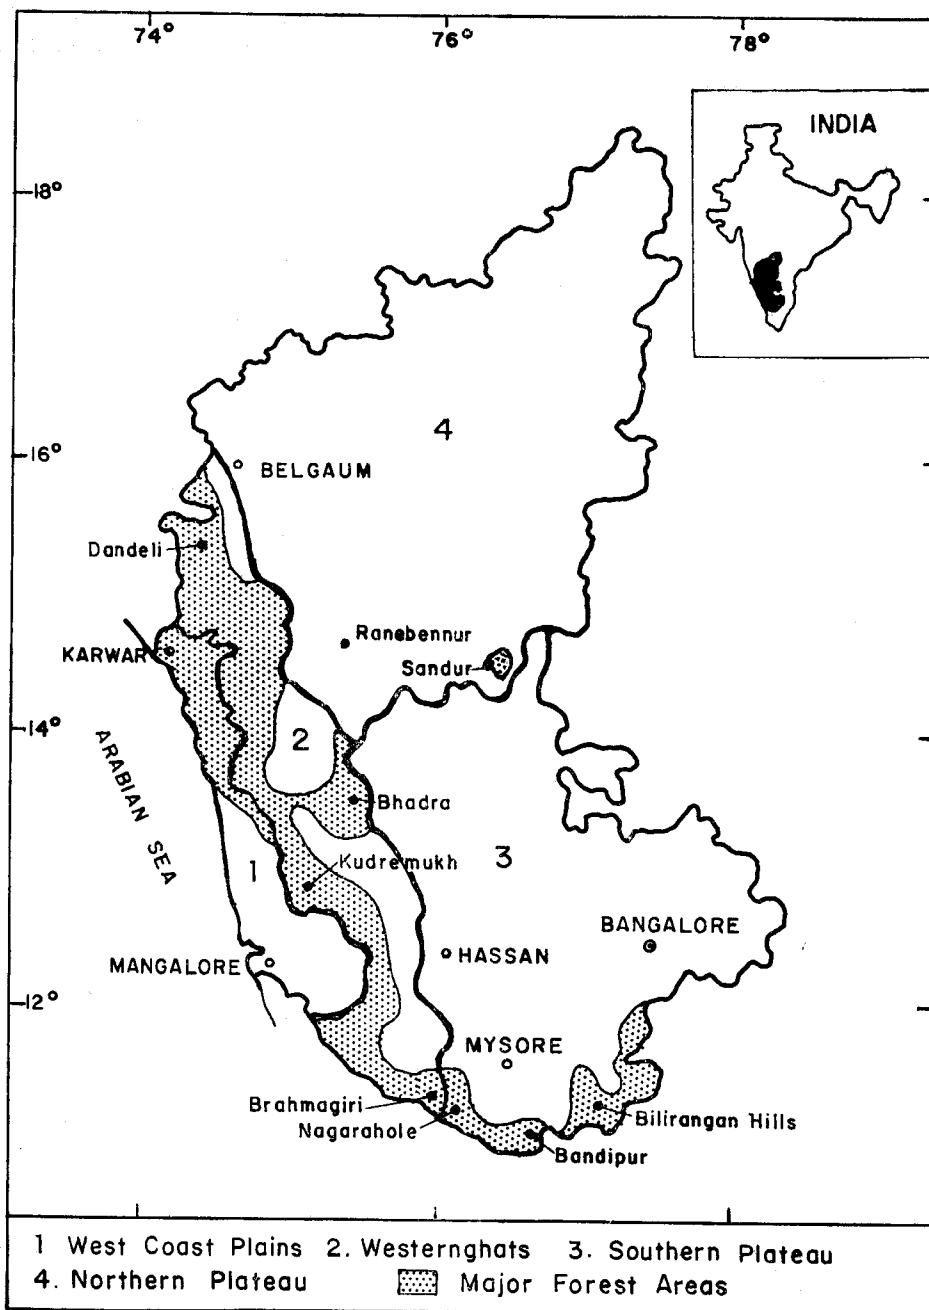 74° 76° 78°
INDIA
18°
4
16°
BELGAUM
Dandeli
Ranebennur
KARWAR
Sandur
14°
2
ARABIAN SEA
Bhadra
3
Kudremukh
1
BANGALORE
HASSAN
MANGALORE
12°
MYSORE
Brahmagiri
Nagarahole
Bilirangan Hills
Bandipur
1 West Coast Plains 2. Westernghats 3. Southern Plateau
4. Northern Plateau Major Forest Areas